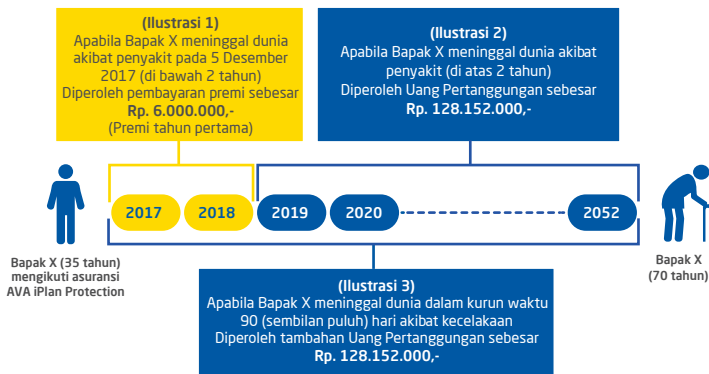 (Ilustrasi 1)
Apabila Bapak X meninggal dunia
akibat penyakit pada 5 Desember
2017 (di bawah 2 tahun)
Diperoleh pembayaran premi sebesar
Rp. 6.000.000,-
(Premi tahun pertama)
(Ilustrasi 2)
Apabila Bapak X meninggal dunia akibat
penyakit (di atas 2 tahun)
Diperoleh Uang Pertanggungan sebesar
Rp. 128.152.000,-
2017 2018 2019 2020 2052
Bapak X (35 tahun)
mengikuti asuransi
AVA iPlan Protection
Bapak X
(70 tahun)
(Ilustrasi 3)
Apabila Bapak X meninggal dunia dalam kurun waktu
90 (sembilan puluh) hari akibat kecelakaan
Diperoleh tambahan Uang Pertanggungan sebesar
Rp. 128.152.000,-